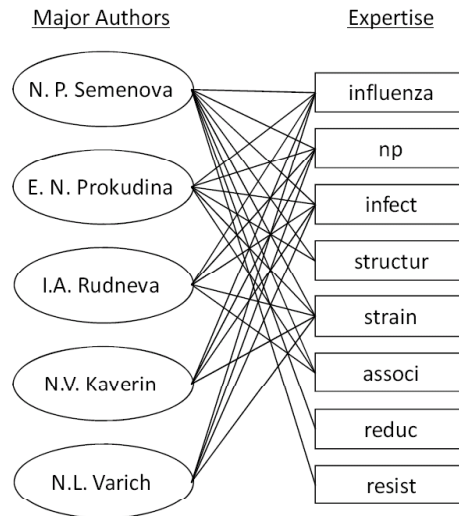 Major Authors
Expertise
N. P. Semenova
influenza
np
E. N. Prokudina
infect
structur
I.A. Rudneva
strain
associ
N.V. Kaverin
reduc
N.L. Varich
resist